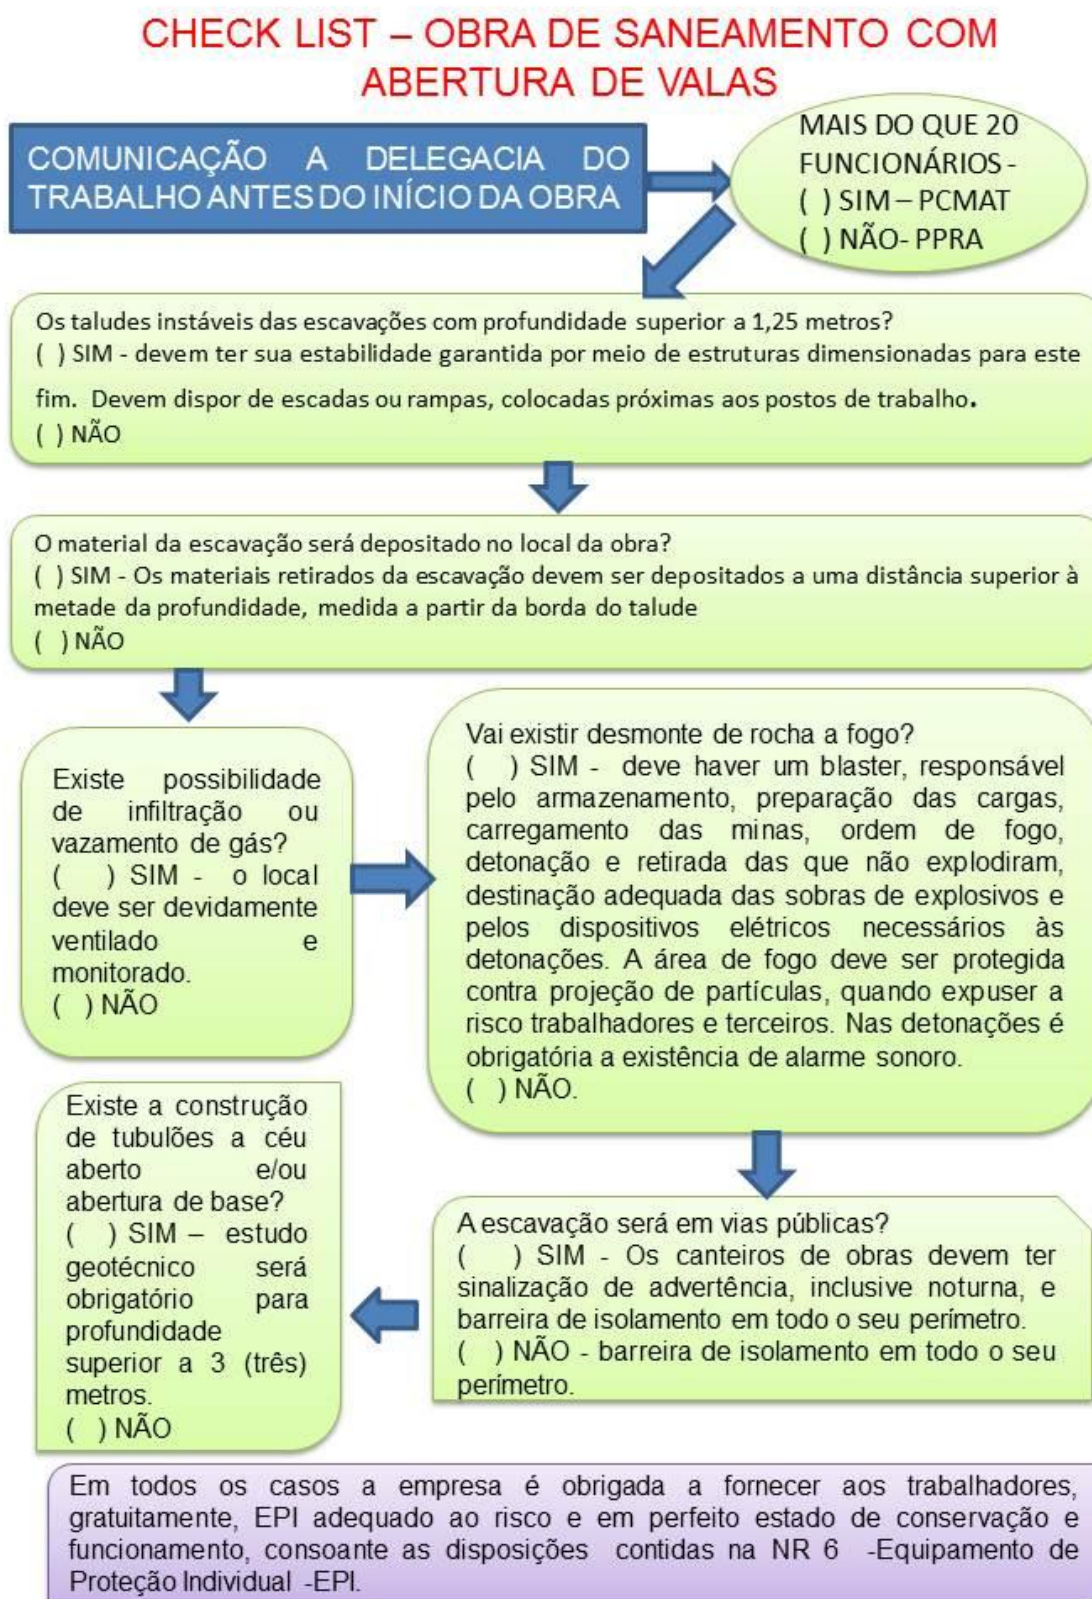 CHECK LIST – OBRA DE SANEAMENTO COM
ABERTURA DE VALAS
COMUNICAÇÃO A DELEGACIA DO
TRABALHO ANTES DO INÍCIO DA OBRA
MAIS DO QUE 20
FUNCIONÁRIOS -
( ) SIM – PCMAT
( ) NÃO- PPRA
Os taludes instáveis das escavações com profundidade superior a 1,25 metros?
( ) SIM - devem ter sua estabilidade garantida por meio de estruturas dimensionadas para este
fim. Devem dispor de escadas ou rampas, colocadas próximas aos postos de trabalho.
( ) NÃO
O material da escavação será depositado no local da obra?
( ) SIM - Os materiais retirados da escavação devem ser depositados a uma distância superior à
metade da profundidade, medida a partir da borda do talude
( ) NÃO
Existe possibilidade
de infiltração ou
vazamento de gás?
( ) SIM - o local
deve ser devidamente
ventilado e
monitorado.
( ) NÃO
Vai existir desmonte de rocha a fogo?
( ) SIM - deve haver um blaster, responsável
pelo armazenamento, preparação das cargas,
carregamento das minas, ordem de fogo,
detonação e retirada das que não explodiram,
destinação adequada das sobras de explosivos e
pelos dispositivos elétricos necessários às
detonações. A área de fogo deve ser protegida
contra projeção de partículas, quando expuser a
risco trabalhadores e terceiros. Nas detonações é
obrigatória a existência de alarme sonoro.
( ) NÃO.
A escavação será em vias públicas?
( ) SIM - Os canteiros de obras devem ter
sinalização de advertência, inclusive noturna, e
barreira de isolamento em todo o seu perímetro.
( ) NÃO - barreira de isolamento em todo o seu
perímetro.
Existe a construção
de tubulões a céu
aberto e/ou
abertura de base?
( ) SIM – estudo
geotécnico será
obrigatório para
profundidade
superior a 3 (três)
metros.
( ) NÃO
Em todos os casos a empresa é obrigada a fornecer aos trabalhadores,
gratuitamente, EPI adequado ao risco e em perfeito estado de conservação e
funcionamento, consoante as disposições contidas na NR 6 -Equipamento de
Proteção Individual -EPI.